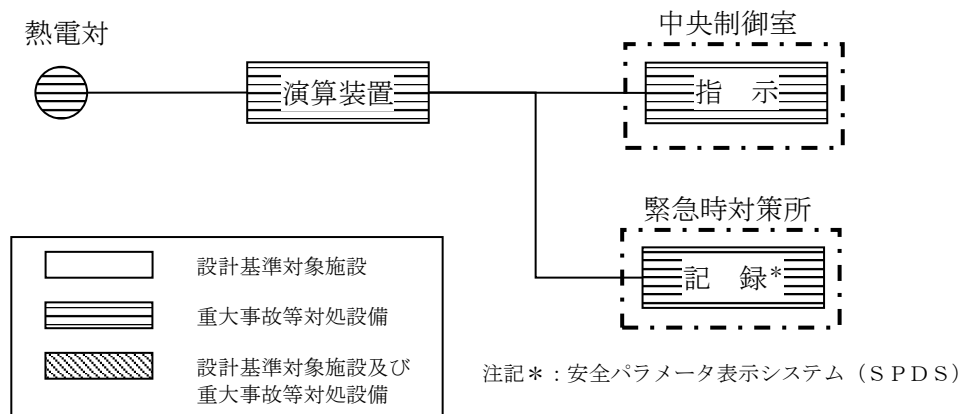 熱電対
中央制御室
演算装置
指　示
緊急時対策所
記　録*
設計基準対象施設
重大事故等対処設備
設計基準対象施設及び
重大事故等対処設備
注記＊：安全パラメータ表示システム（ＳＰＤＳ）